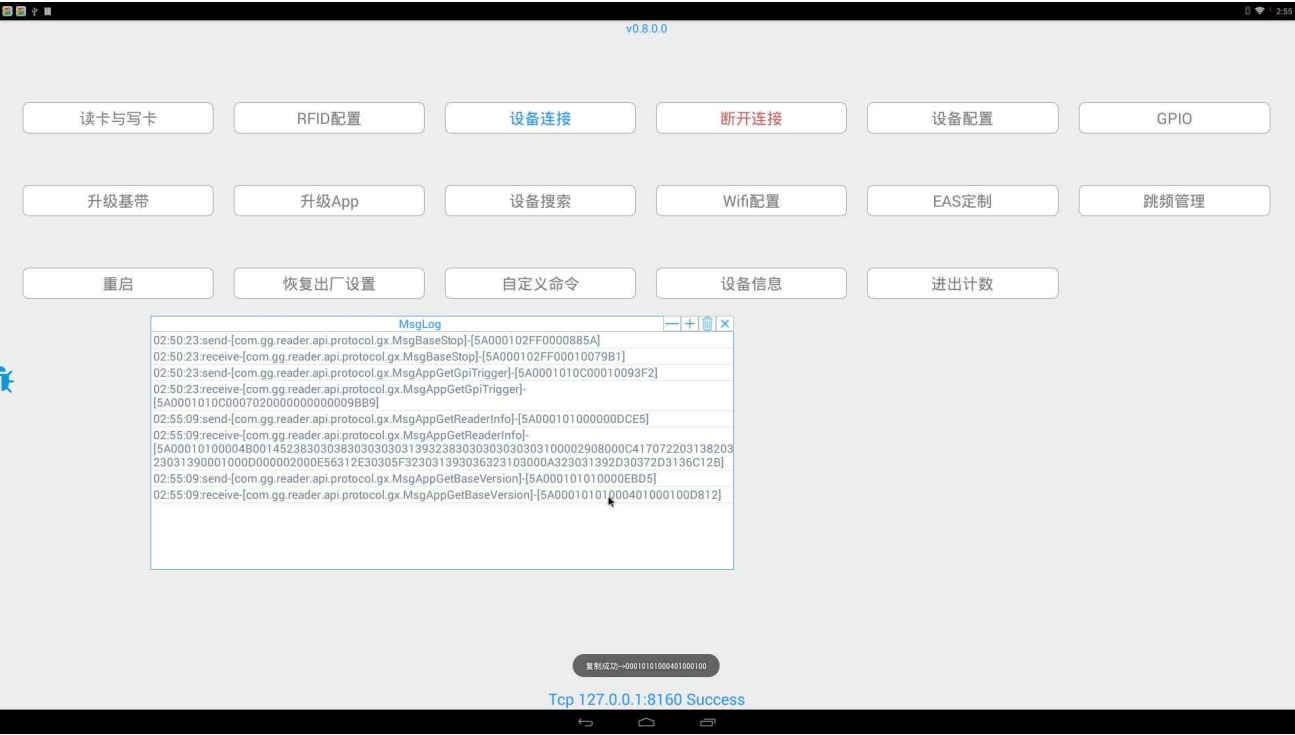 2:55
v0.8.0.0
读卡与写卡 RFID配置 设备连接 断开连接 设备配置 GPIO
升级基带 升级App 设备搜索 Wifi配置 EAS定制 跳频管理
重启 恢复出厂设置 自定义命令 设备信息 进出计数
MsgLog
02:50:23:send-[com.gg.reader.api.protocol.gx.MsgBaseStop]-[5A000102FF0000885A]
02:50:23:receive-[com.gg.reader.api.protocol.gx.MsgBaseStop]-[5A000102FF00010079B1]
02:50:23:send-[com.gg.reader.api.protocol.gx.MsgAppGetGpiTrigger]-[5A0001010C00010093F2]
02:50:23:receive-[com.gg.reader.api.protocol.gx.MsgAppGetGpiTrigger]-
[5A0001010C0007020000000000009BB9]
02:55:09:send-[com.gg.reader.api.protocol.gx.MsgAppGetReaderInfo]-[5A000101000000DCE5]
02:55:09:receive-[com.gg.reader.api.protocol.gx.MsgAppGetReaderInfo]-
[5A00010100004B0014523830303830303030313932383030303030303100002908000C41707220313820 3
23031390001000D000002000E56312E30305F323031393036323103000A323031392D30372D3136C12B]
02:55:09:send-[com.gg.reader.api.protocol.gx.MsgAppGetBaseVersion]-[5A000101010000EBD5]
02:55:09:receive-[com.gg.reader.api.protocol.gx.MsgAppGetBaseVersion]-[5A00010101000401000100D812]
复制成功->00010101000401000100
Tcp 127.0.0.1:8160 Success